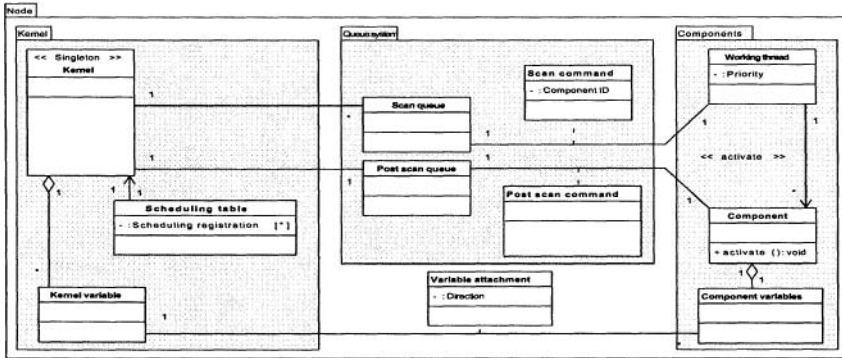 Node
Kernel
<< Singleton >>
Kernel
1
1
1
1
1
Scheduling table
- : Scheduling registration [*]
*
Kernel variable
1
Queue system
Scan command
- : Component ID
Scan queue
*
1
1
Post scan queue
1
Post scan command
Variable attachment
- : Direction
Components
Working thread
- : Priority
1
1
<< activate >>
*
1
Component
+ activate (): void
1
1
Component variables
*